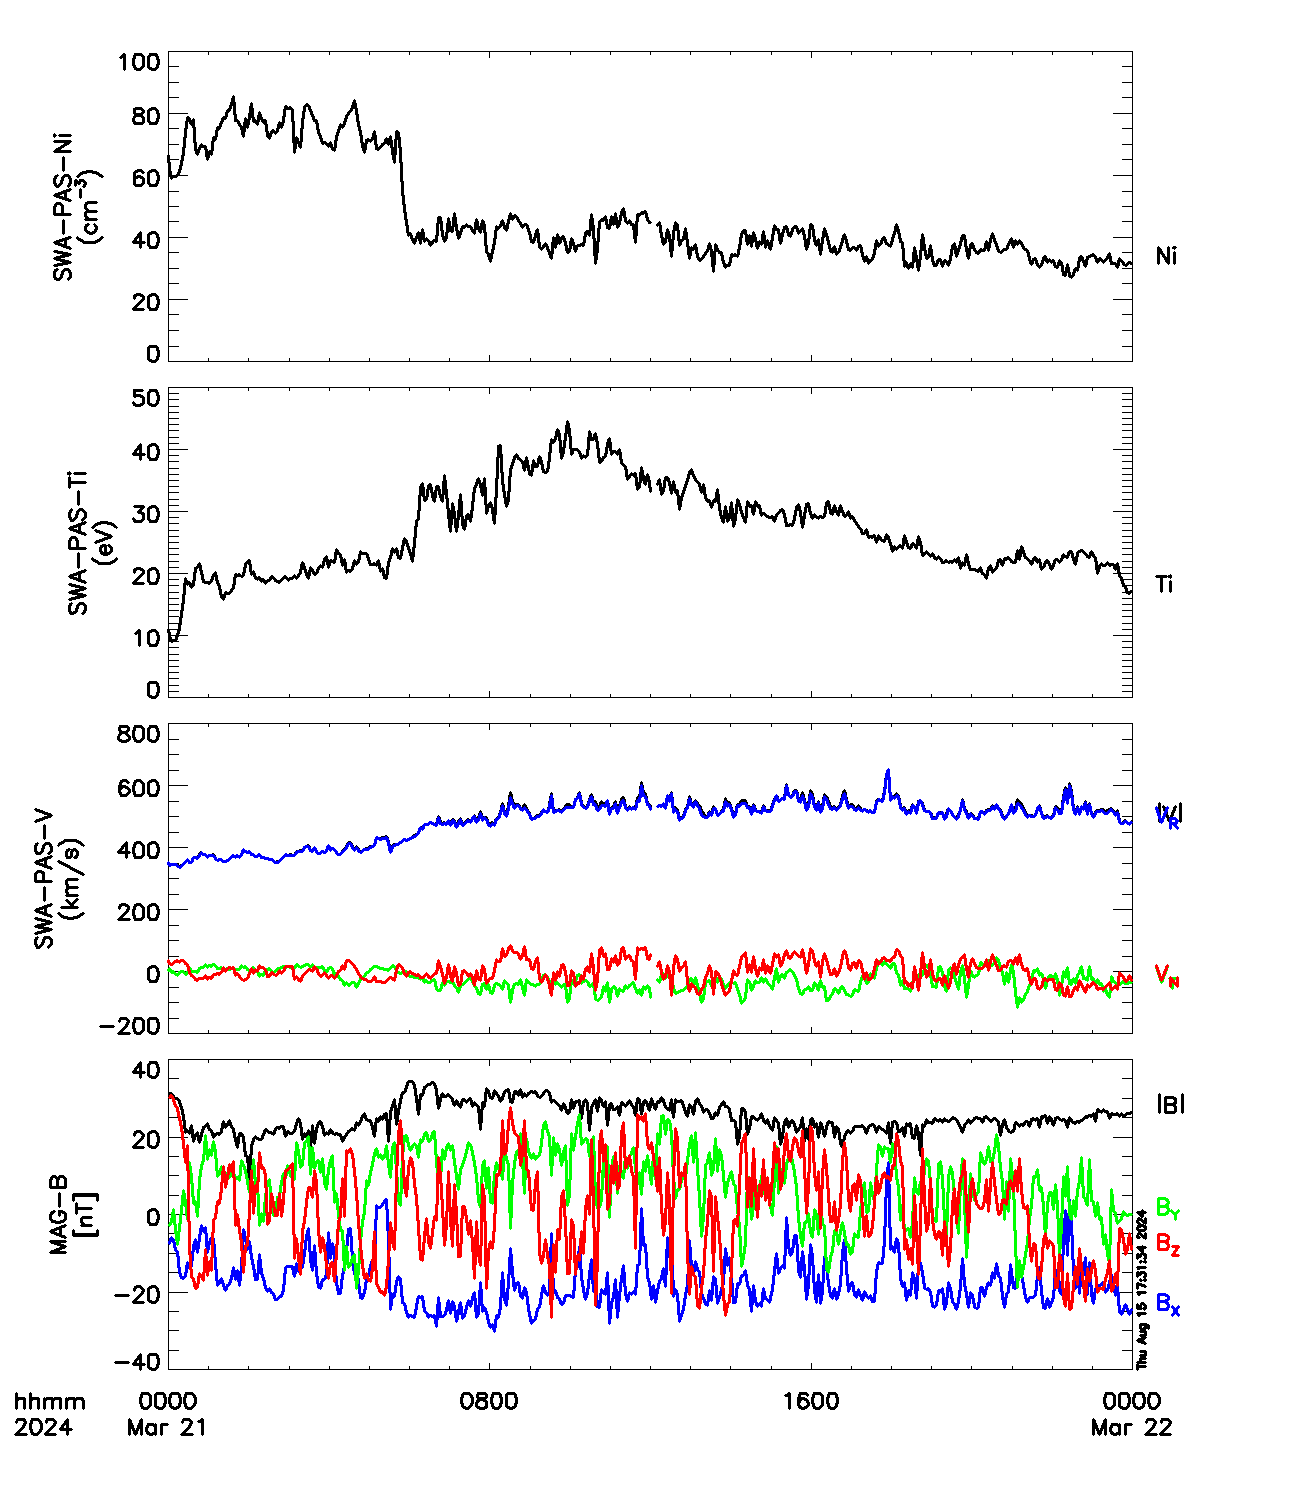 100
80
60
40
20
0
SWA-PAS-Ni
(cm⁻³)
Ni
50
40
30
20
10
0
SWA-PAS-Ti
(eV)
Ti
800
600
400
200
0
-200
SWA-PAS-V
(km/s)
|V|
V_R
V_N
40
20
0
-20
-40
MAG-B
[nT]
|B|
B_Y
B_Z
B_X
Thu Aug 15 17:31:34 2024
hhmm 0000 0800 1600 0000
2024 Mar 21 Mar 22